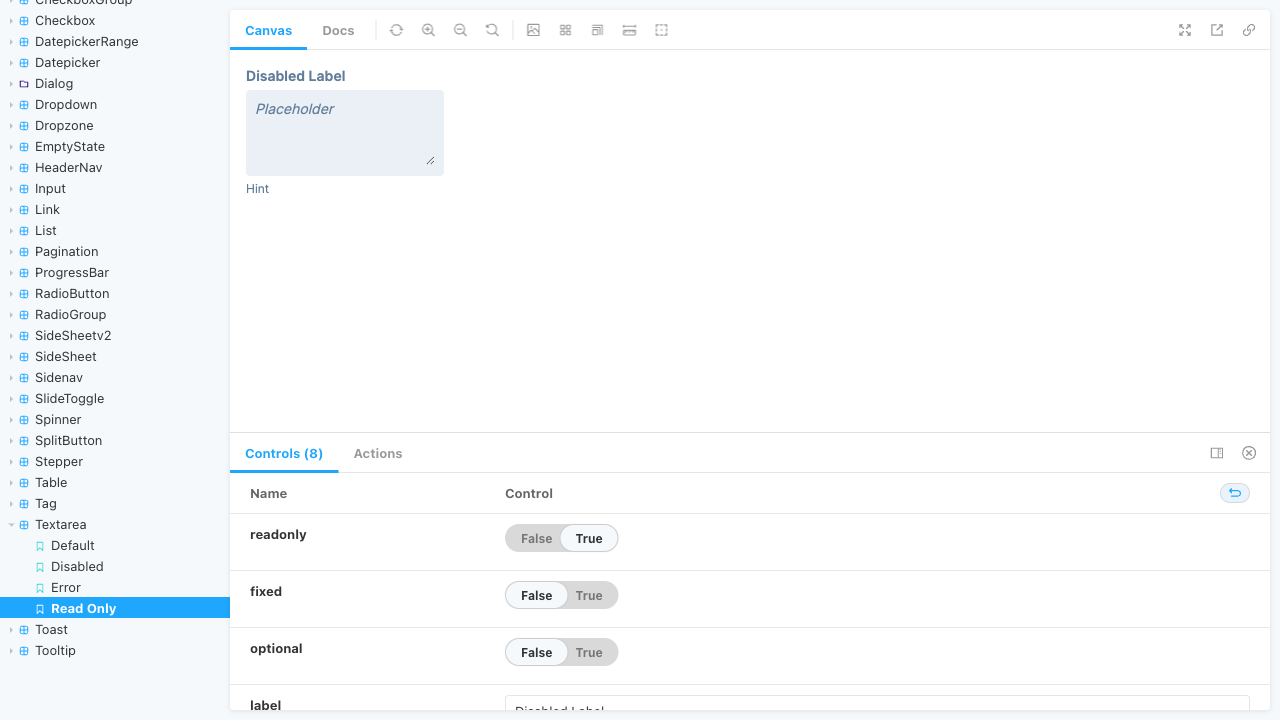 CheckboxGroup
Checkbox
DatepickerRange
Datepicker
Dialog
Dropdown
Dropzone
EmptyState
HeaderNav
Input
Link
List
Pagination
ProgressBar
RadioButton
RadioGroup
SideSheetv2
SideSheet
Sidenav
SlideToggle
Spinner
SplitButton
Stepper
Table
Tag
Textarea
Default
Disabled
Error
Read Only
Toast
Tooltip
Canvas Docs
Disabled Label
Placeholder
Hint
Controls (8) Actions
Name Control
readonly False True
fixed False True
optional False True
label Disabled Label